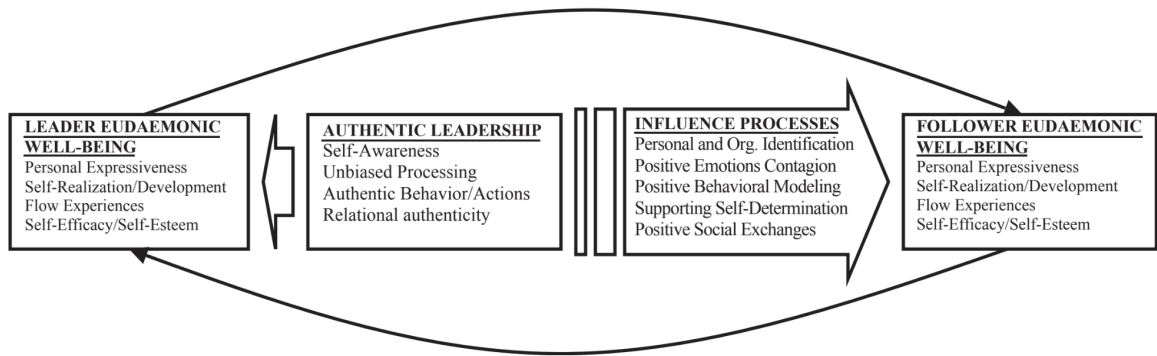 LEADER EUDAEMONIC
WELL-BEING
Personal Expressiveness
Self-Realization/Development
Flow Experiences
Self-Efficacy/Self-Esteem
AUTHENTIC LEADERSHIP
Self-Awareness
Unbiased Processing
Authentic Behavior/Actions
Relational authenticity
INFLUENCE PROCESSES
Personal and Org. Identification
Positive Emotions Contagion
Positive Behavioral Modeling
Supporting Self-Determination
Positive Social Exchanges
FOLLOWER EUDAEMONIC
WELL-BEING
Personal Expressiveness
Self-Realization/Development
Flow Experiences
Self-Efficacy/Self-Esteem